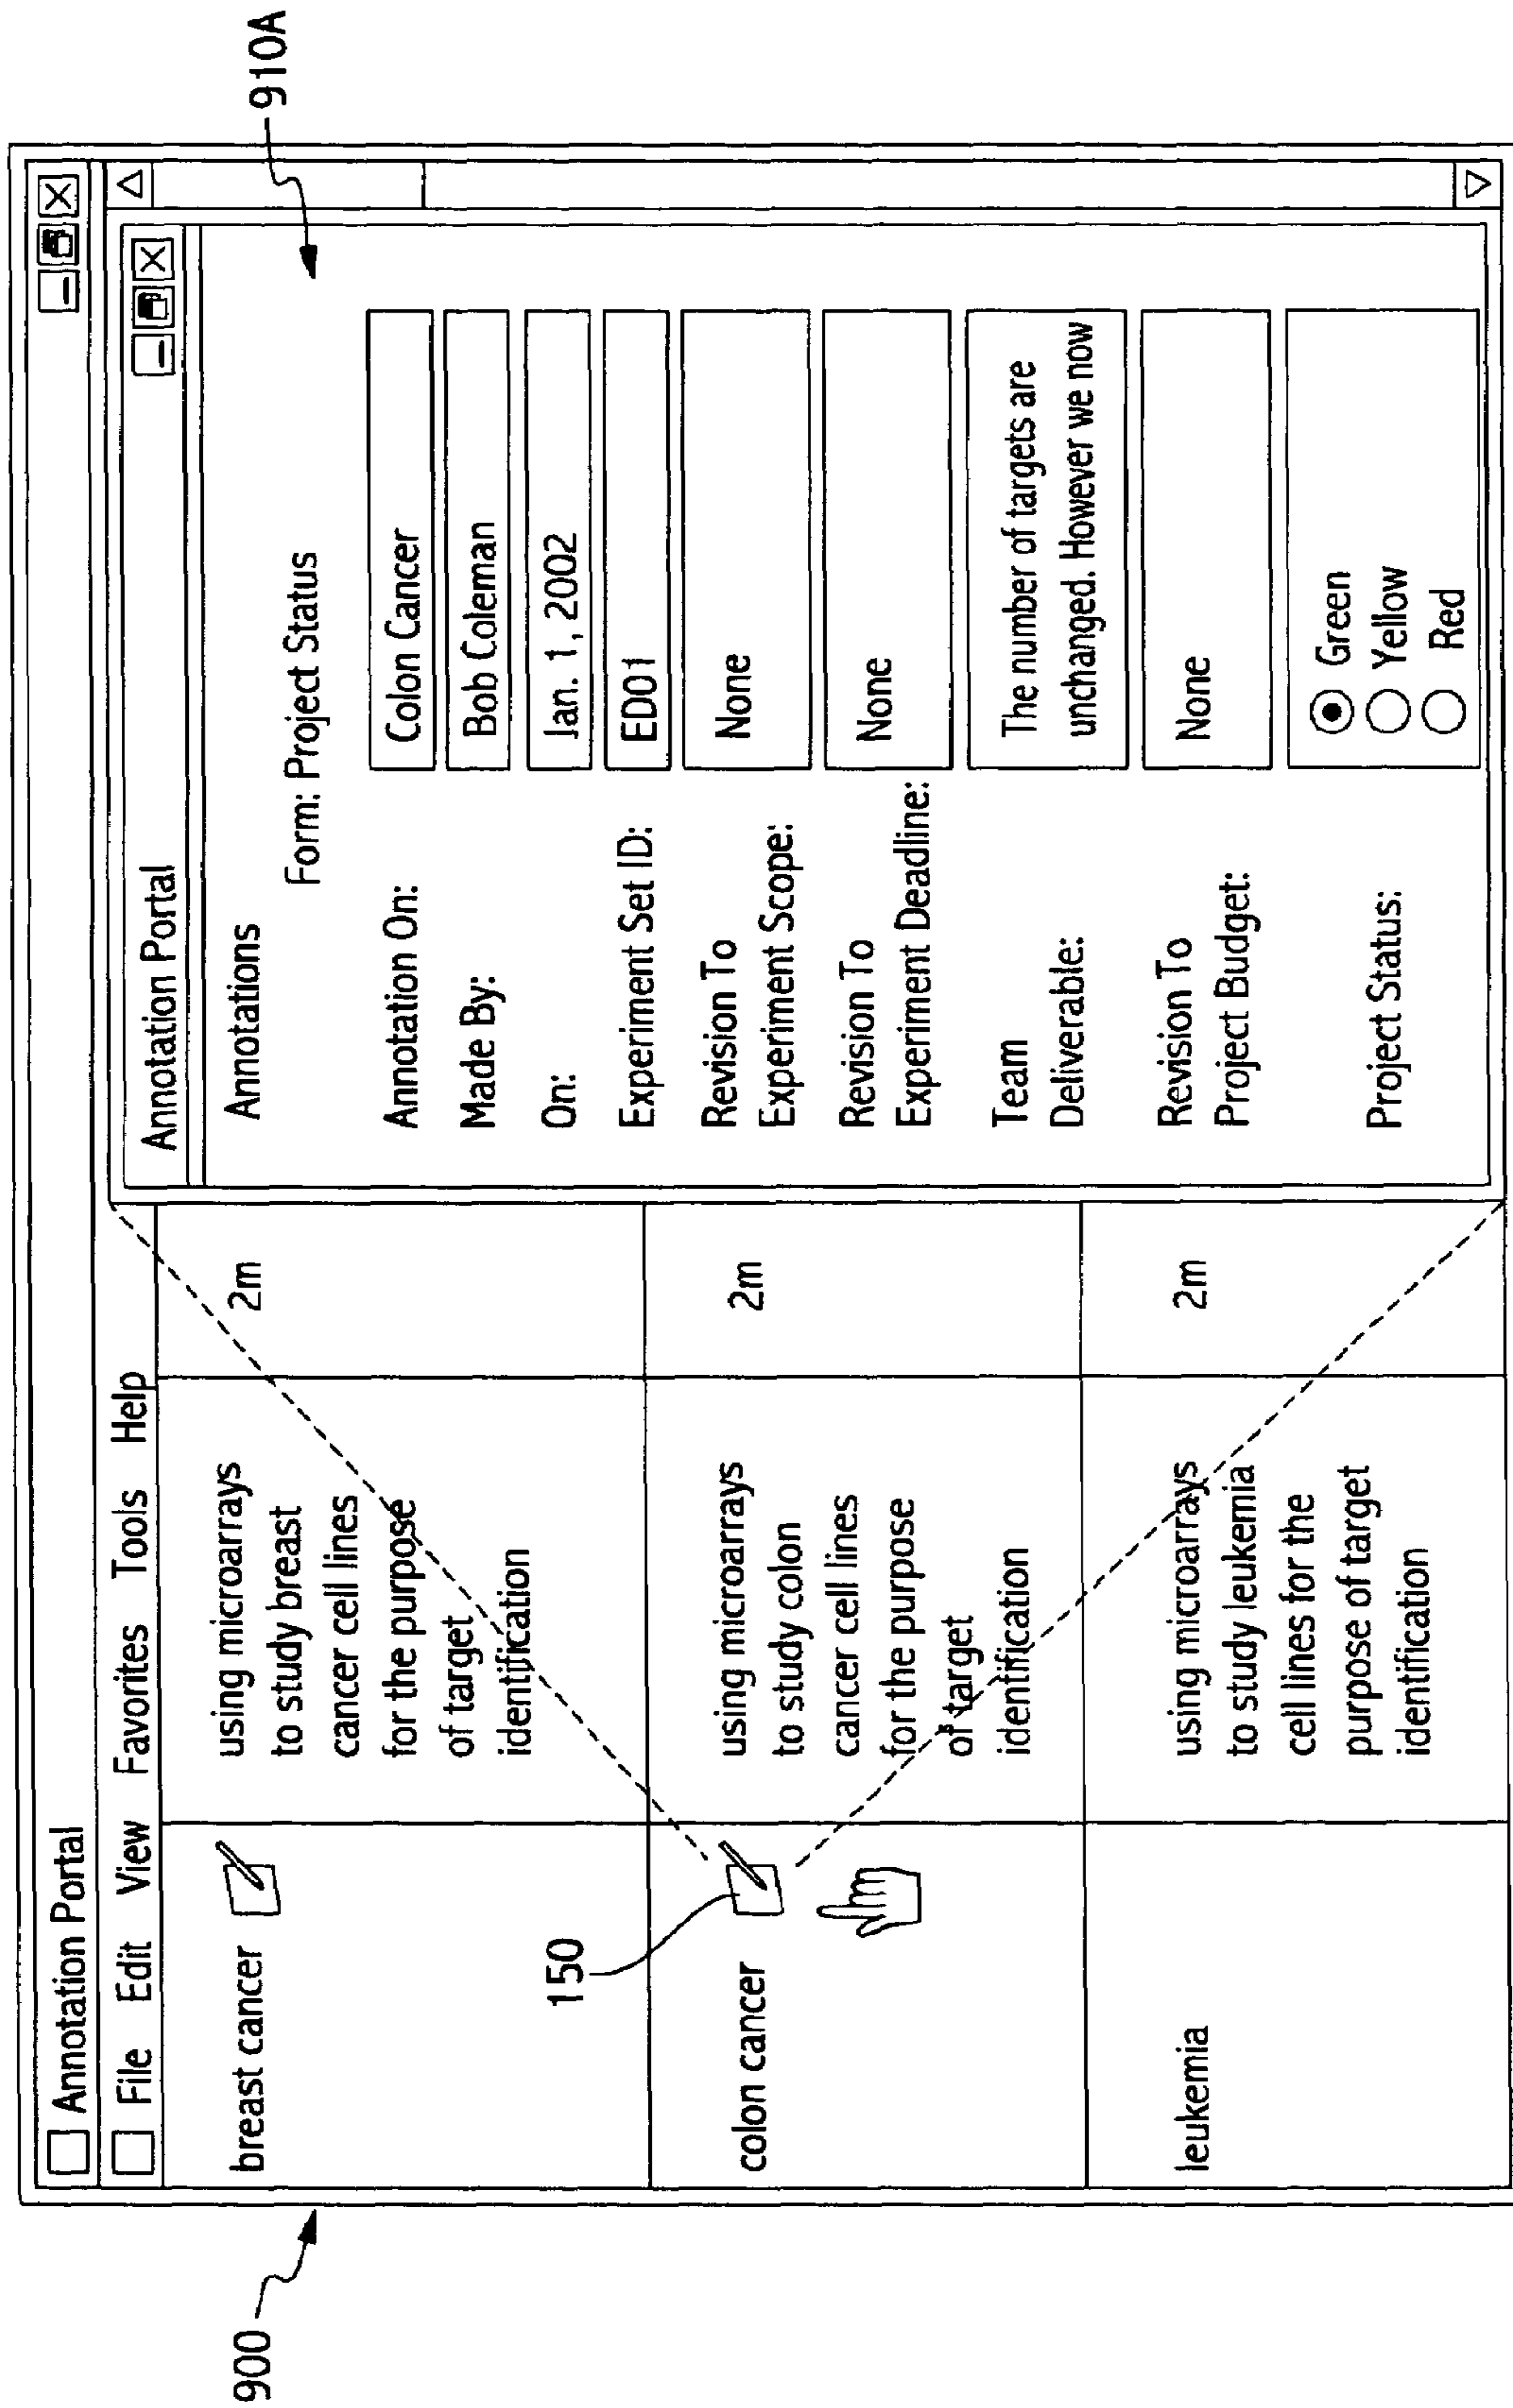 900
Annotation Portal
File Edit View Favorites Tools Help
breast cancer
using microarrays
to study breast
cancer cell lines
for the purpose
of target
identification
2m
150
colon cancer
using microarrays
to study colon
cancer cell lines
for the purpose
of target
identification
2m
leukemia
using microarrays
to study leukemia
cell lines for the
purpose of target
identification
2m
910A
Annotation Portal
Annotations
Form: Project Status
Annotation On: Colon Cancer
Made By: Bob Coleman
On: Jan. 1, 2002
Experiment Set ID: ED01
Revision To
Experiment Scope: None
Revision To
Experiment Deadline: None
Team
Deliverable:
The number of targets are
unchanged. However we now
Revision To
Project Budget: None
Project Status:
Green
Yellow
Red